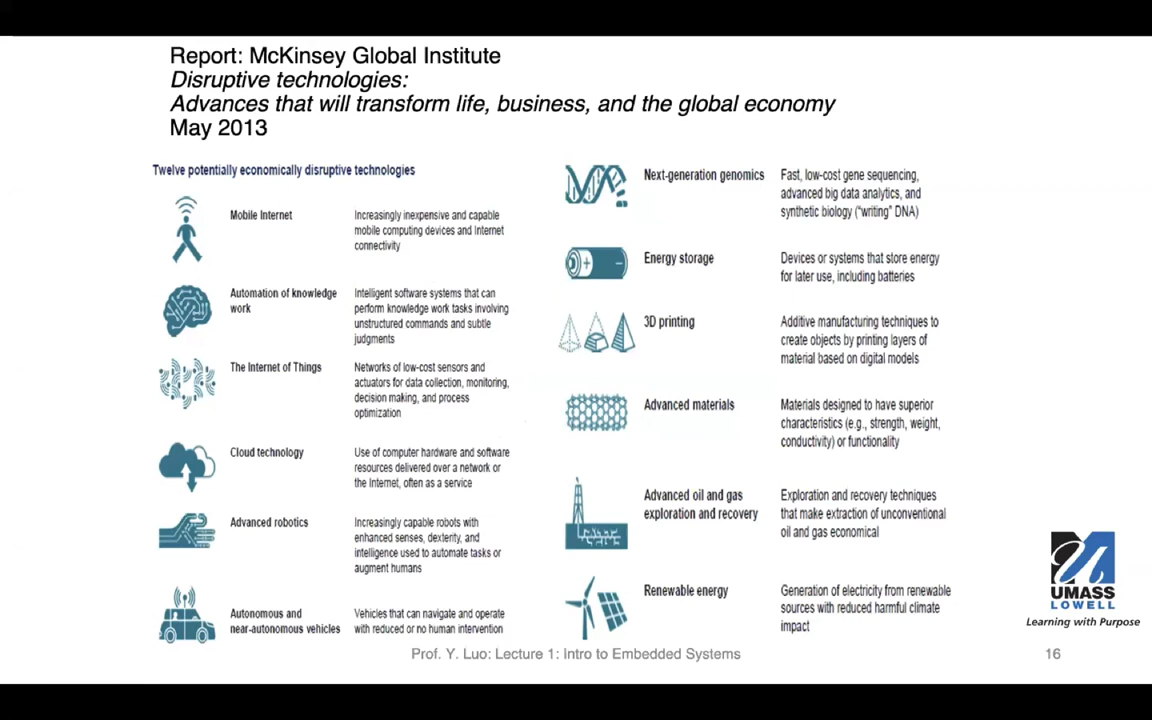 Report: McKinsey Global Institute
Disruptive technologies:
Advances that will transform life, business, and the global economy
May 2013
Twelve potentially economically disruptive technologies
Mobile Internet
Increasingly inexpensive and capable
mobile computing devices and Internet
connectivity
Automation of knowledge
work
Intelligent software systems that can
perform knowledge work tasks involving
unstructured commands and subtle
judgments
The Internet of Things
Networks of low-cost sensors and
actuators for data collection, monitoring,
decision making, and process
optimization
Cloud technology
Use of computer hardware and software
resources delivered over a network or
the Internet, often as a service
Advanced robotics
Increasingly capable robots with
enhanced senses, dexterity, and
intelligence used to automate tasks or
augment humans
Autonomous and
near-autonomous vehicles
Vehicles that can navigate and operate
with reduced or no human intervention
Next-generation genomics
Fast, low-cost gene sequencing,
advanced big data analytics, and
synthetic biology (“writing” DNA)
Energy storage
Devices or systems that store energy
for later use, including batteries
3D printing
Additive manufacturing techniques to
create objects by printing layers of
material based on digital models
Advanced materials
Materials designed to have superior
characteristics (e.g., strength, weight,
conductivity) or functionality
Advanced oil and gas
exploration and recovery
Exploration and recovery techniques
that make extraction of unconventional
oil and gas economical
Renewable energy
Generation of electricity from renewable
sources with reduced harmful climate
impact
UMASS
LOWELL
Learning with Purpose
Prof. Y. Luo: Lecture 1: Intro to Embedded Systems
16